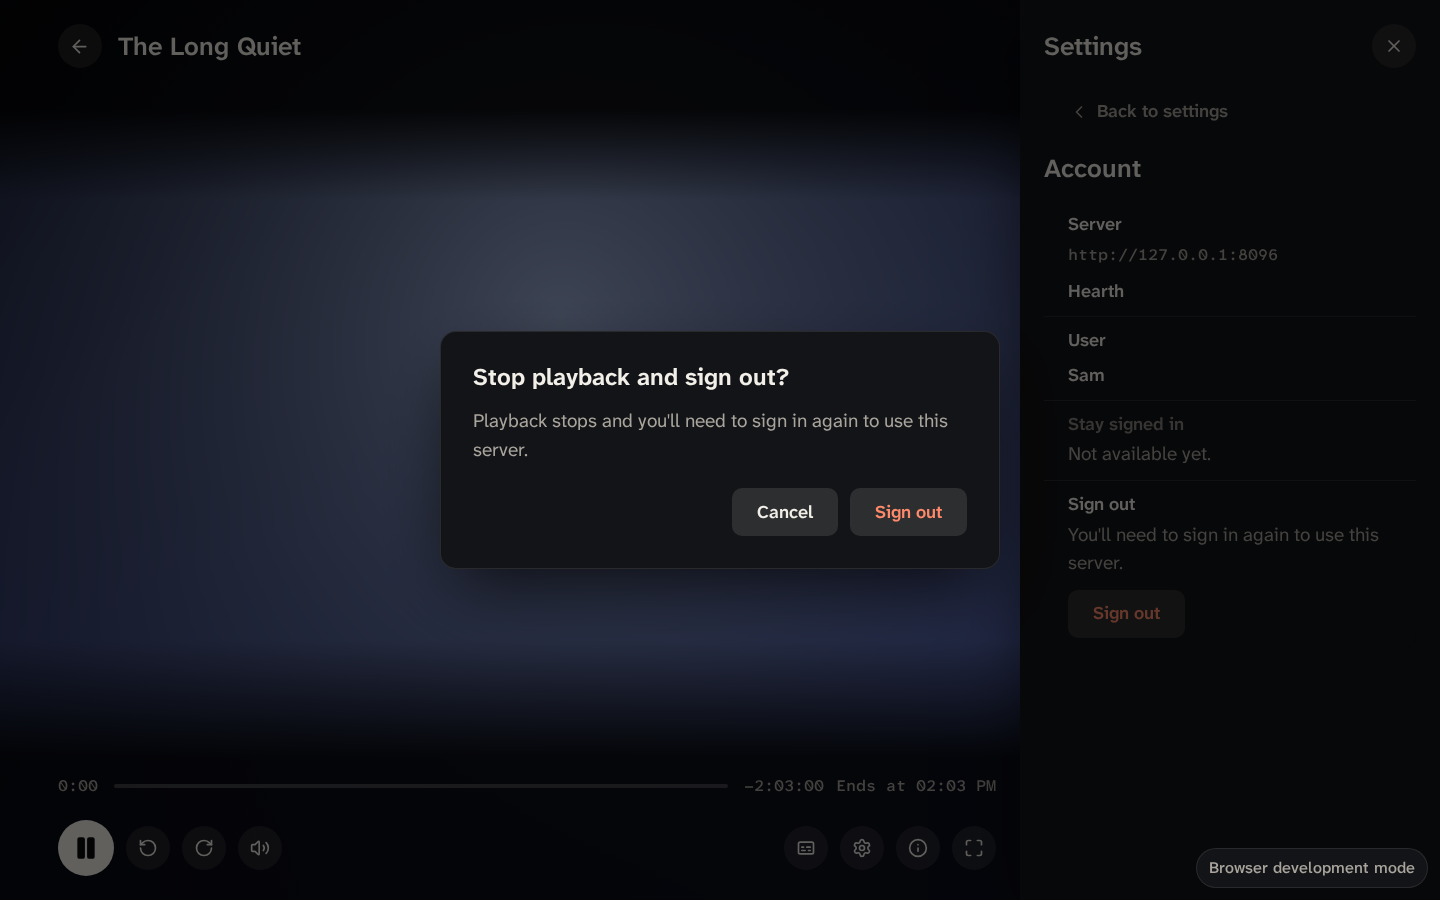 The Long Quiet
Settings
Back to settings
Account
Server
http://127.0.0.1:8096
Hearth
User
Sam
Stay signed in
Not available yet.
Sign out
You'll need to sign in again to use this
server.
Sign out
Stop playback and sign out?
Playback stops and you'll need to sign in again to use this
server.
Cancel
Sign out
0:00
−2:03:00 Ends at 02:03 PM
Browser development mode